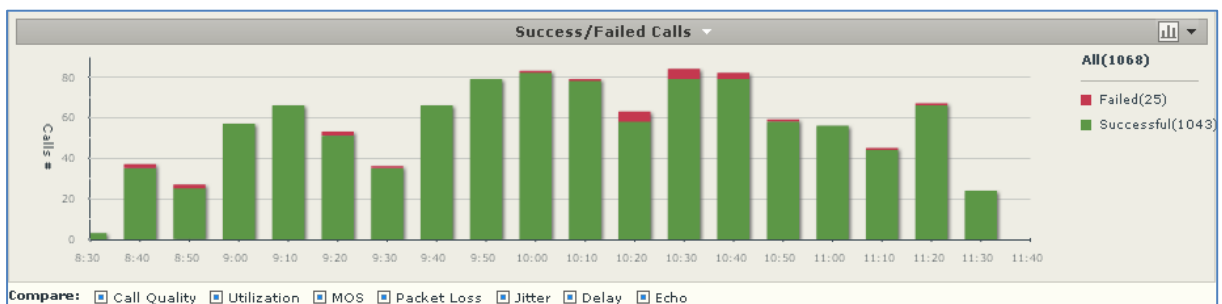 Success/Failed Calls
All(1068)
Failed(25)
Successful(1043)
Calls #
80
60
40
20
0
8:30 8:40 8:50 9:00 9:10 9:20 9:30 9:40 9:50 10:00 10:10 10:20 10:30 10:40 10:50 11:00 11:10 11:20 11:30 11:40
Compare: Call Quality Utilization MOS Packet Loss Jitter Delay Echo